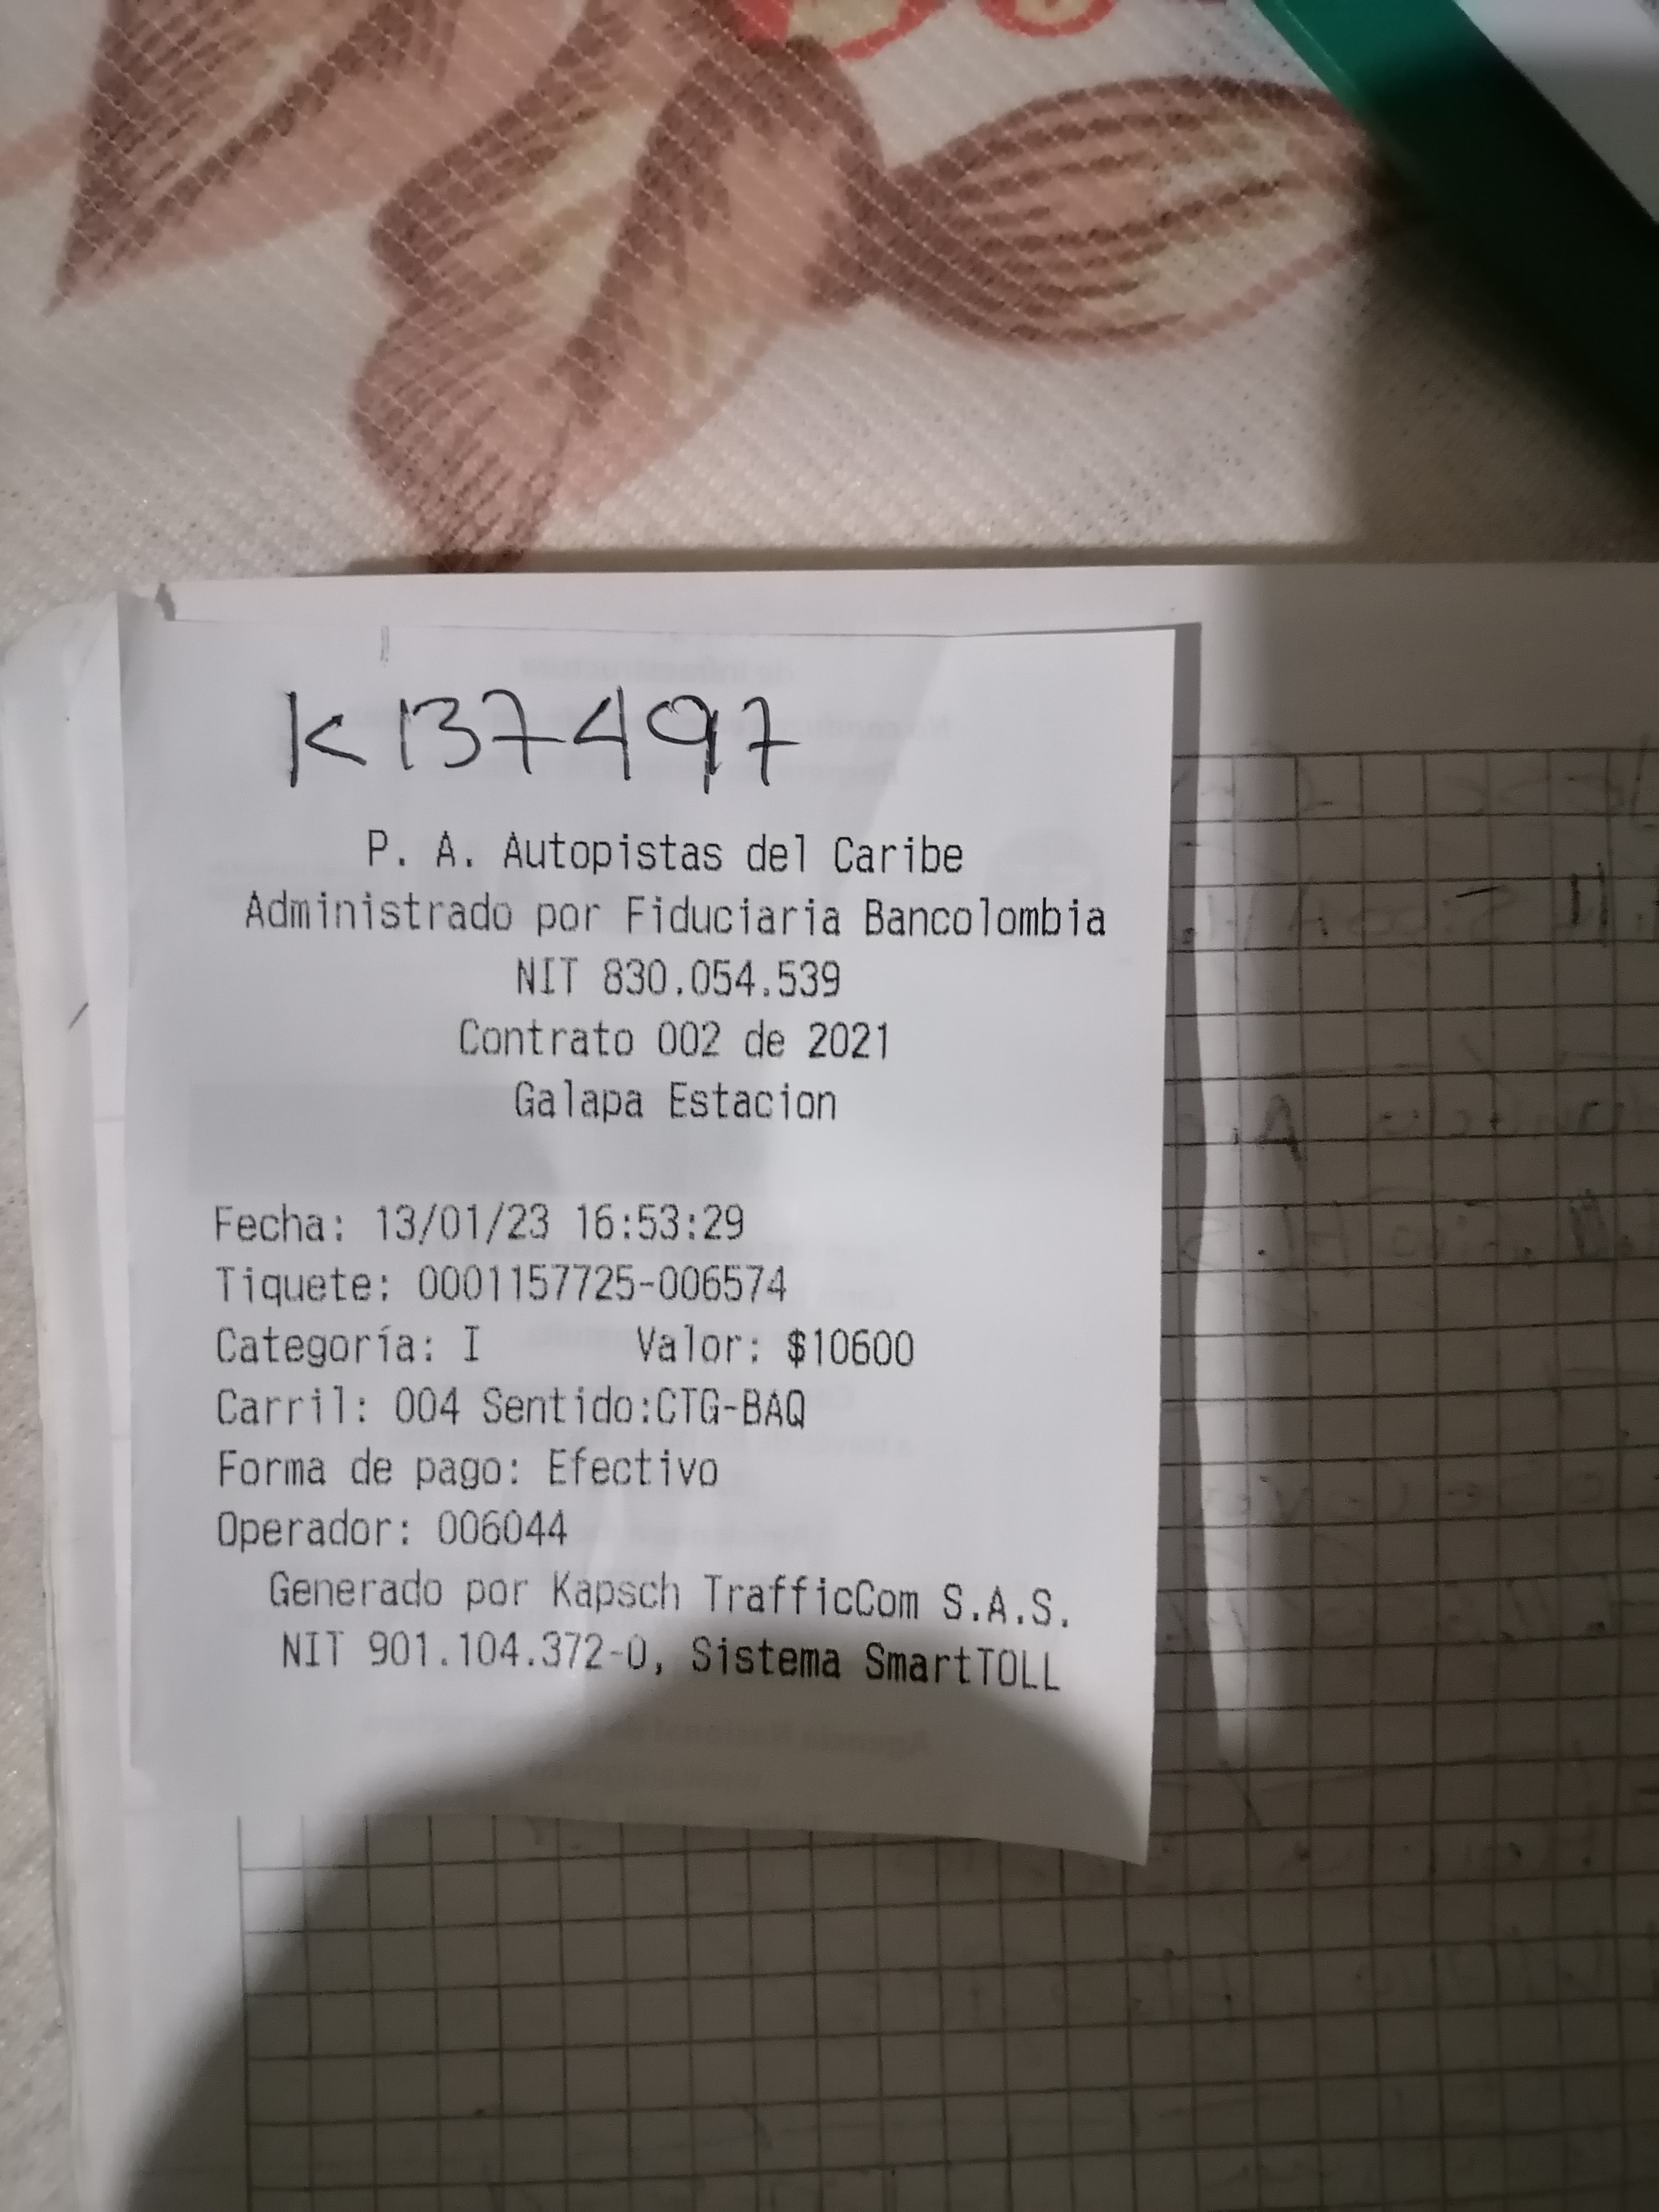 K137497
P. A. Autopistas del Caribe
Administrado por Fiduciaria Bancolombia
NIT 830.054.539
Contrato 002 de 2021
Galapa Estacion
Fecha: 13/01/23 16:53:29
Tiquete: 0001157725-006574
Categoría: I Valor: $10600
Carril: 004 Sentido:CTG-BAQ
Forma de pago: Efectivo
Operador: 006044
Generado por Kapsch TrafficCom S.A.S.
NIT 901.104.372-0, Sistema SmartTOLL